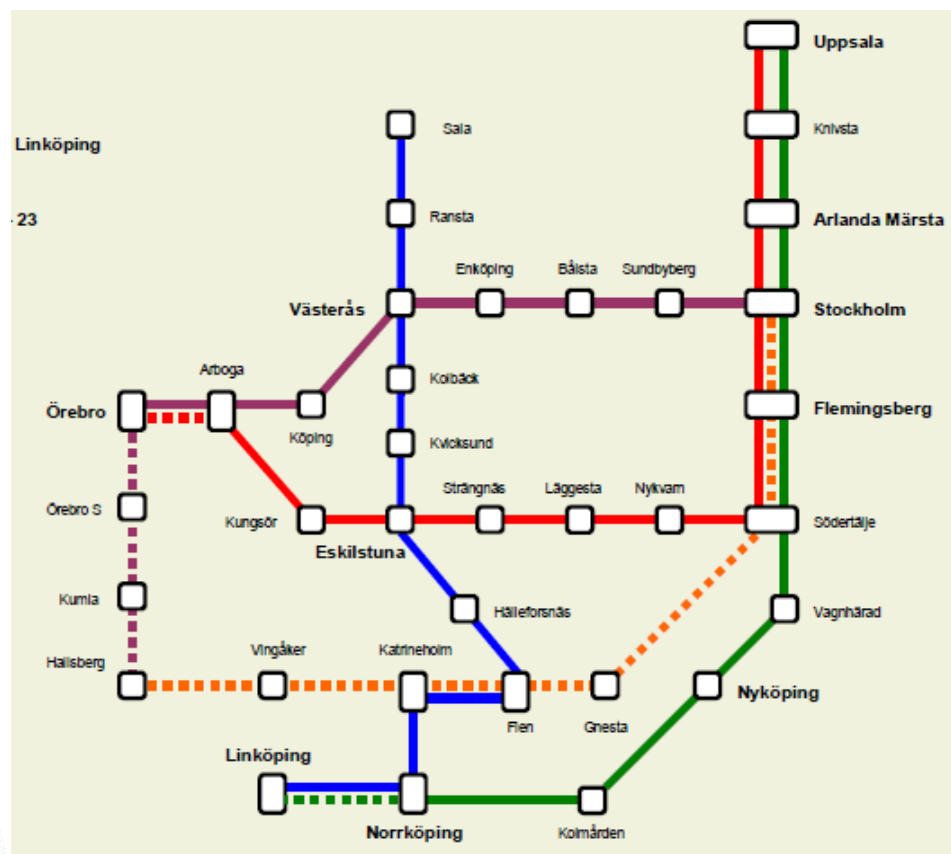 Uppsala
Sala
Knivsta
Linköping
Ransta
Arlanda Märsta
- 23
Enköping
Bålsta
Sundbyberg
Västerås
Stockholm
Arboga
Kolbäck
Örebro
Flemingsberg
Köping
Kvicksund
Strängnäs
Läggesta
Nykvarn
Örebro S
Kungsör
Södertälje
Eskilstuna
Kumla
Hälleforsnäs
Vagnhärad
Hallsberg
Vingåker
Katrineholm
Nyköping
Flen
Gnesta
Linköping
Norrköping
Kolmården